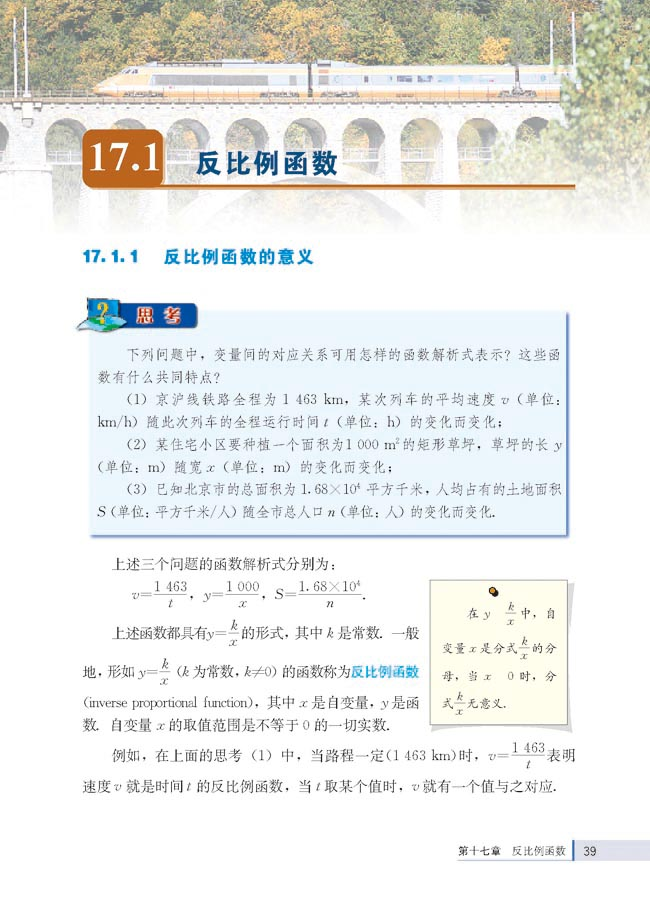 17.1 反比例函数
17.1.1 反比例函数的意义
? 思考
下列问题中，变量间的对应关系可用怎样的函数解析式表示？这些函
数有什么共同特点？
（1）京沪线铁路全程为 1 463 km，某次列车的平均速度 v（单位：
km/h）随此次列车的全程运行时间 t（单位：h）的变化而变化；
（2）某住宅小区要种植一个面积为1 000 m²的矩形草坪，草坪的长 y
（单位：m）随宽 x（单位：m）的变化而变化；
（3）已知北京市的总面积为 1.68×10⁴ 平方千米，人均占有的土地面积
S（单位：平方千米/人）随全市总人口 n（单位：人）的变化而变化.
上述三个问题的函数解析式分别为：
v=1 463/t，y=1 000/x，S=1.68×10⁴/n.
上述函数都具有y=k/x的形式，其中 k 是常数. 一般
地，形如 y=k/x（k 为常数，k≠0）的函数称为反比例函数
(inverse proportional function)，其中 x 是自变量，y 是函
数. 自变量 x 的取值范围是不等于 0 的一切实数.
在 y k/x 中，自
变量 x 是分式k/x的分
母，当 x 0 时，分
式k/x无意义.
例如，在上面的思考（1）中，当路程一定(1 463 km)时，v=1 463/t表明
速度 v 就是时间 t 的反比例函数，当 t 取某个值时，v 就有一个值与之对应.
第十七章 反比例函数 39